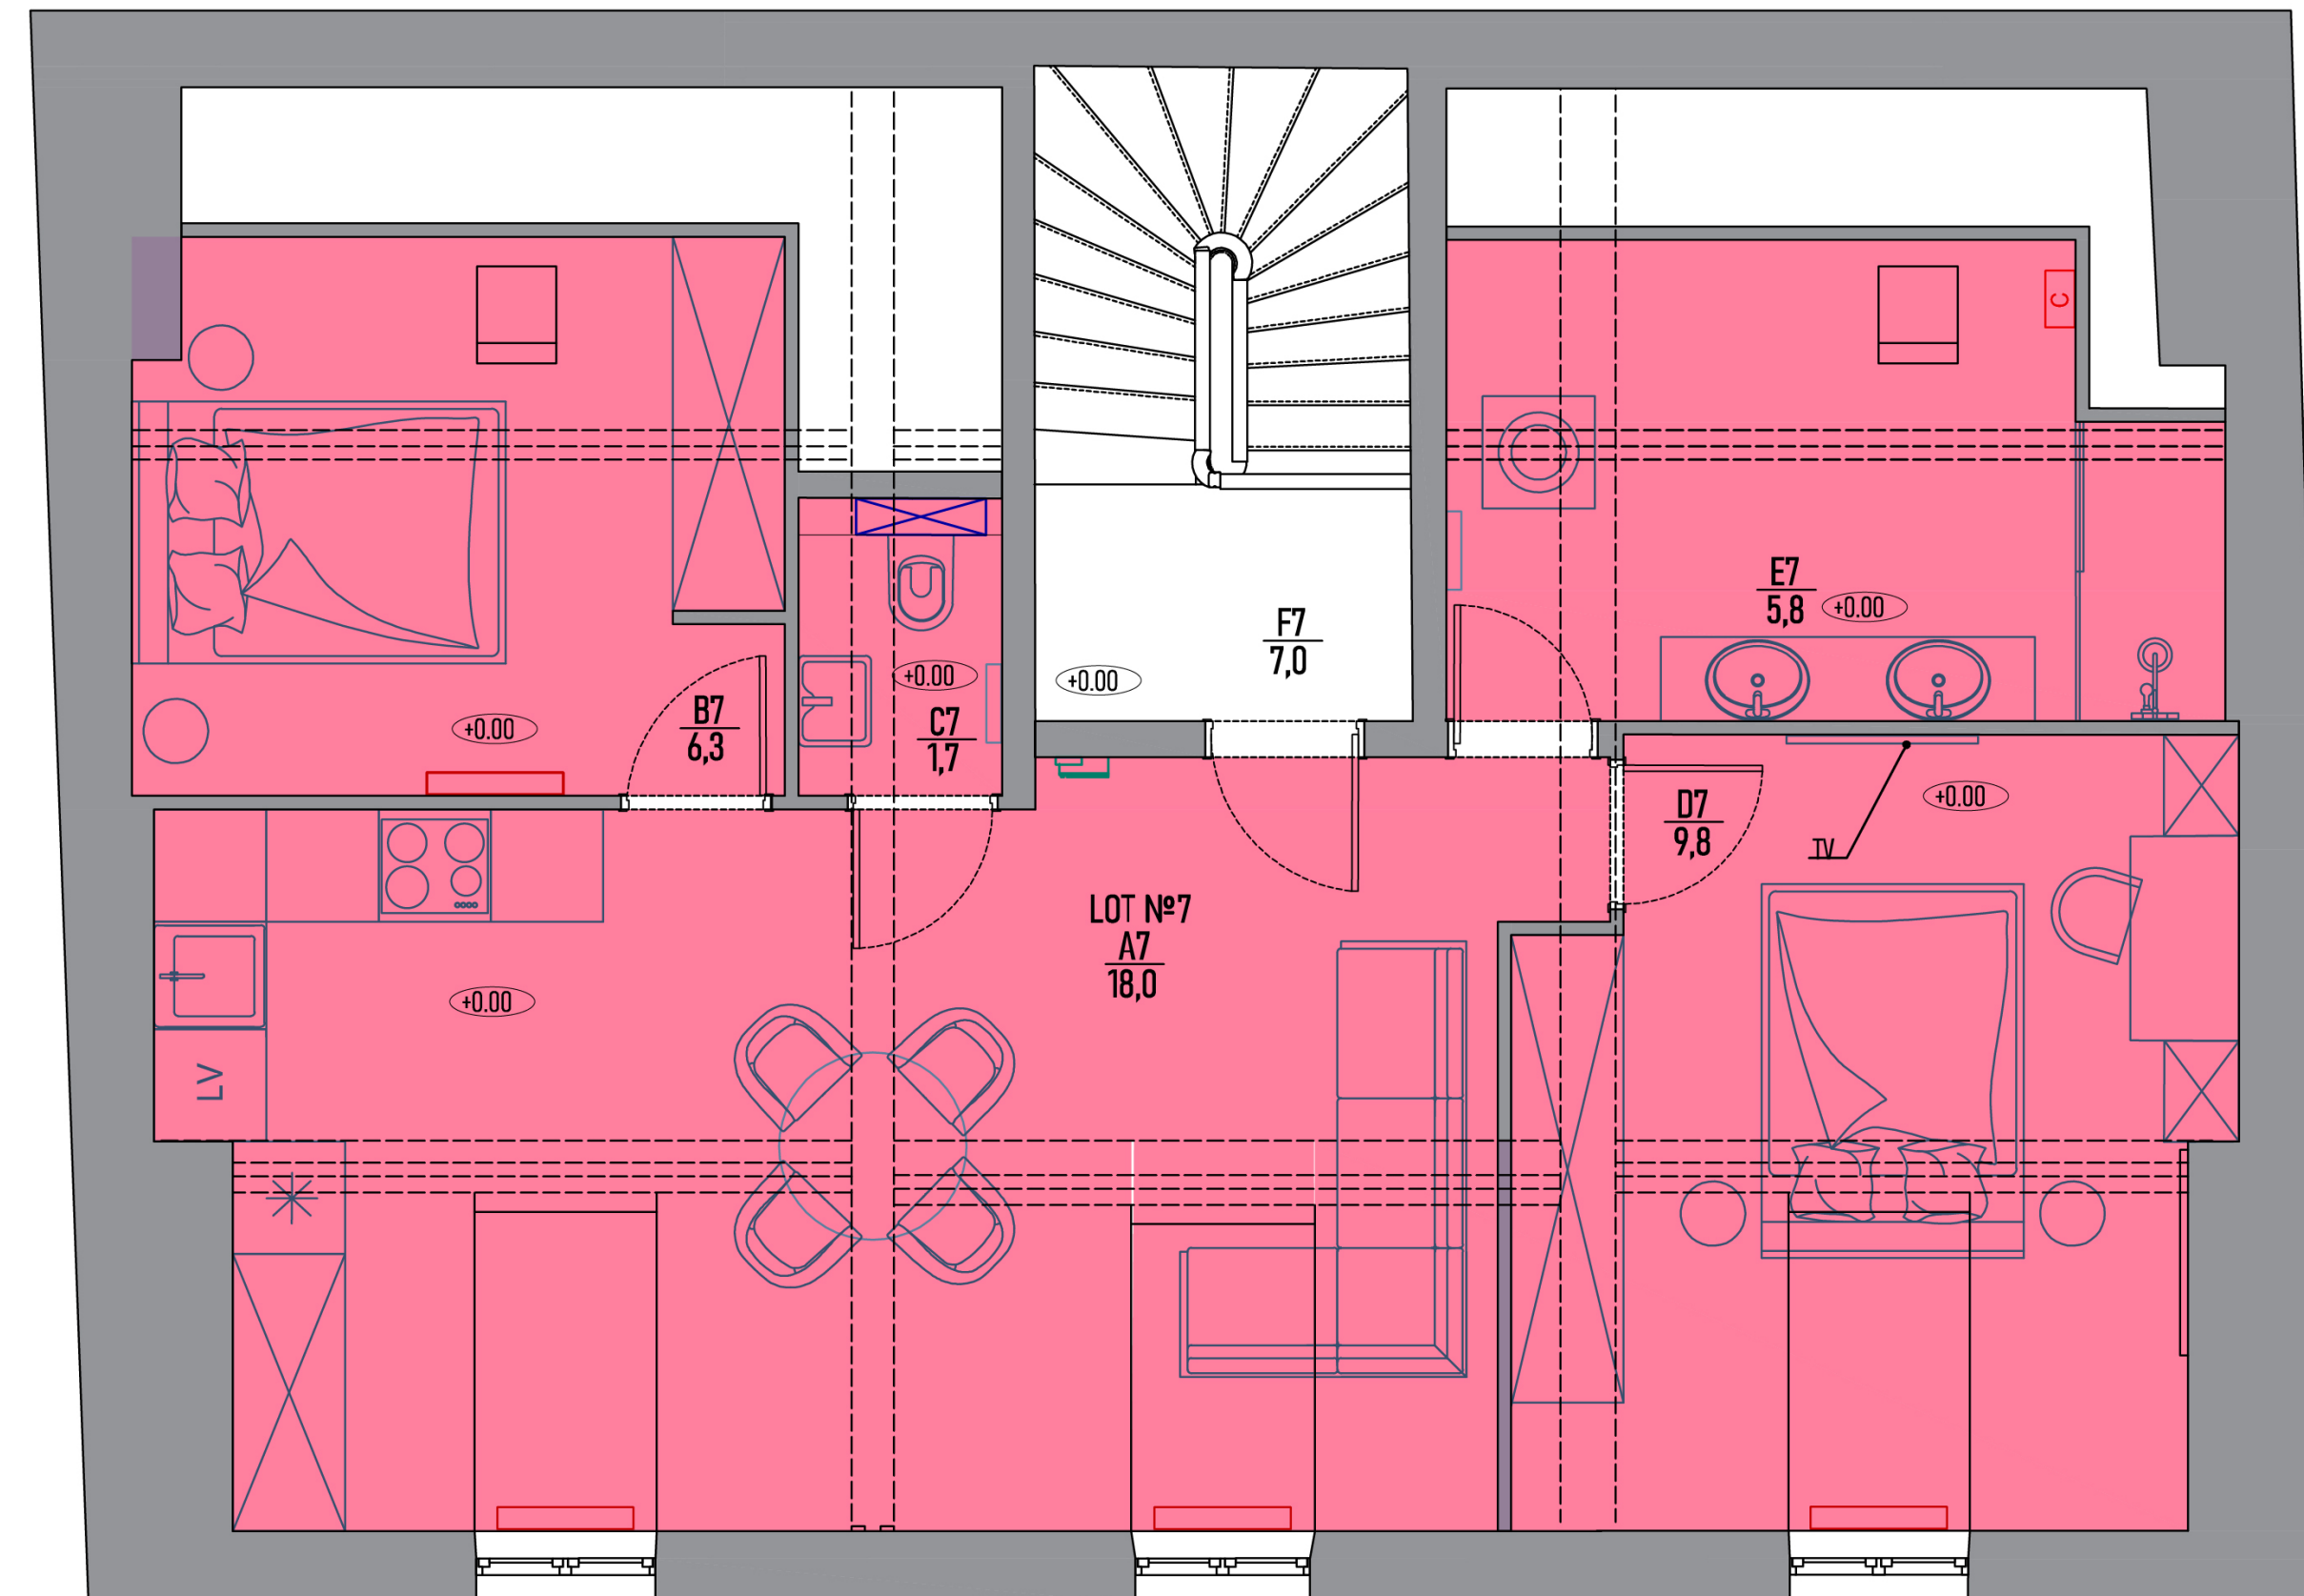 C
E7
5,8
+0.00
F7
7,0
+0.00
+0.00
B7
6,3
+0.00
C7
1,7
D7
9,8
+0.00
TV
LOT №7
A7
18,0
+0.00
LV